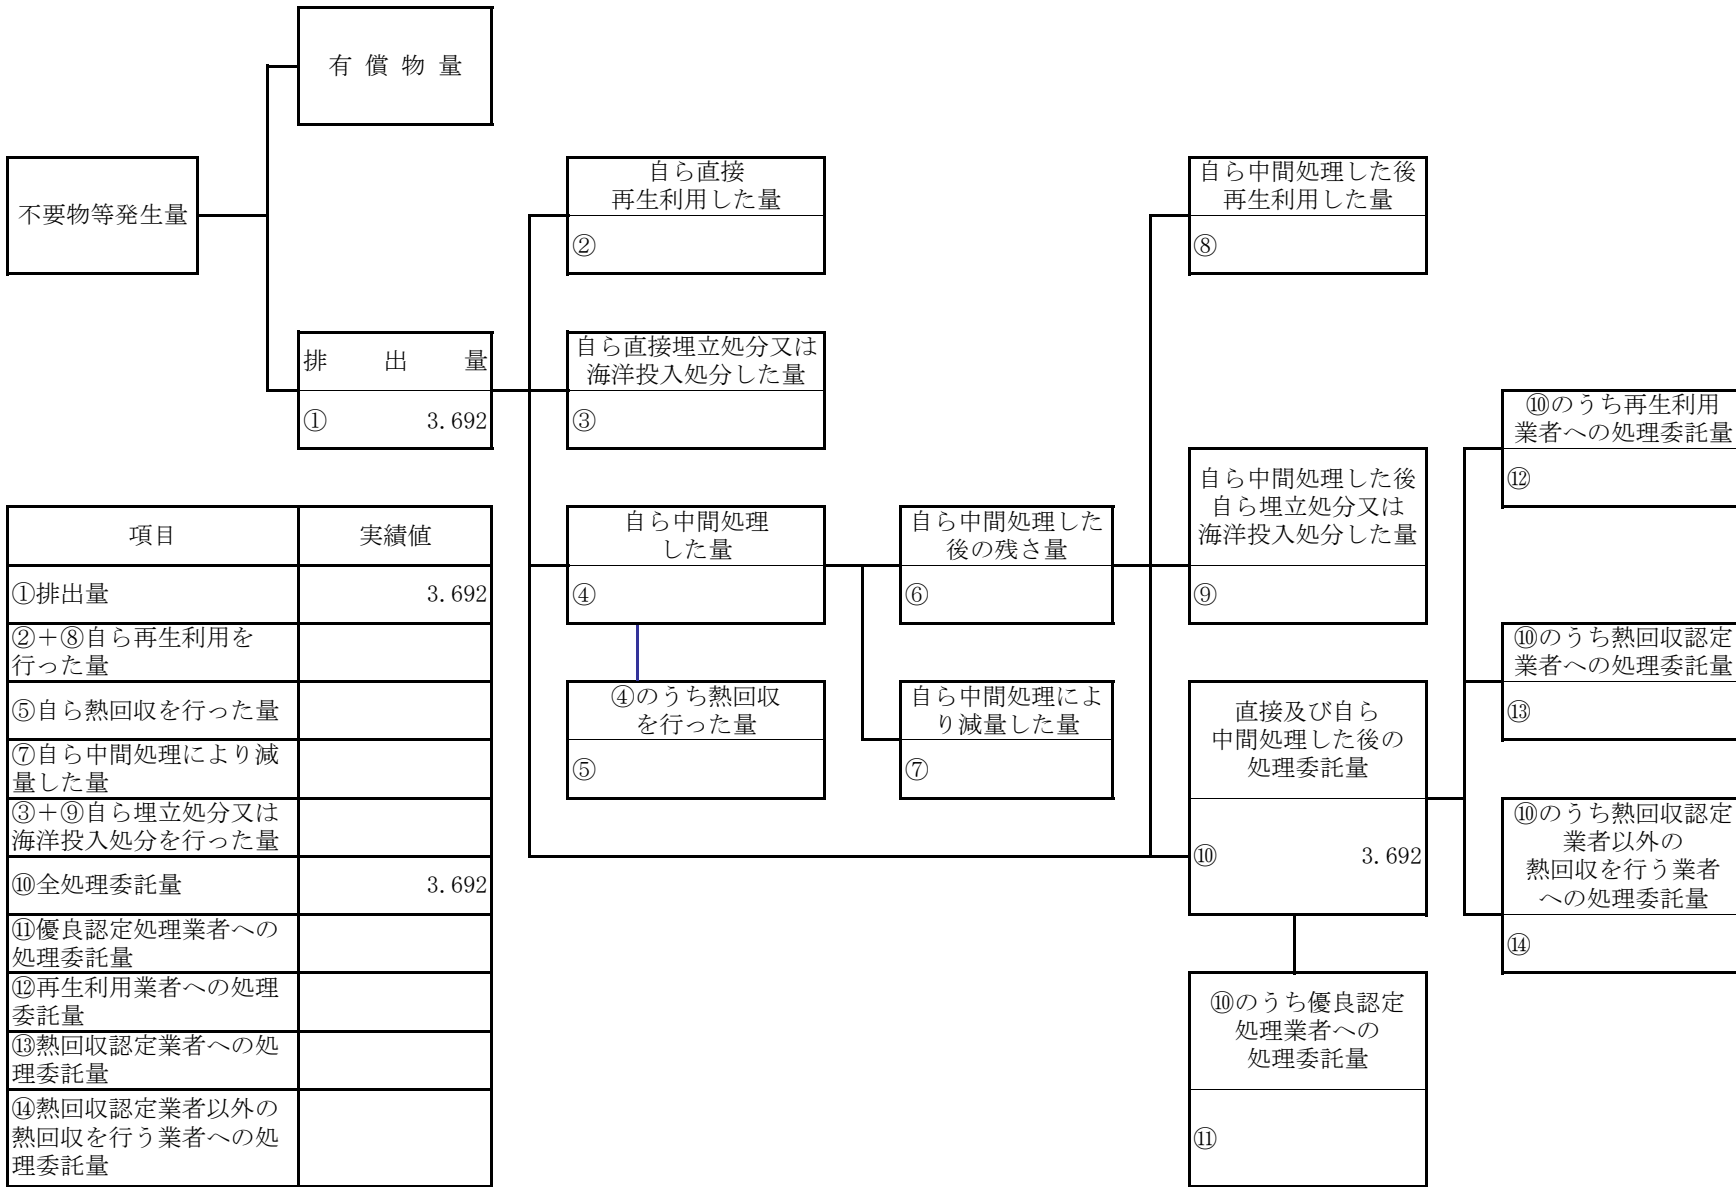 有償物量
不要物等発生量
自ら直接
再生利用した量
②
自ら中間処理した後
再生利用した量
⑧
排出量
① 3.692
自ら直接埋立処分又は
海洋投入処分した量
③
⑩のうち再生利用
業者への処理委託量
⑫
自ら中間処理した後
自ら埋立処分又は
海洋投入処分した量
⑨
自ら中間処理
した量
④
自ら中間処理した
後の残さ量
⑥
⑩のうち熱回収認定
業者への処理委託量
⑬
④のうち熱回収
を行った量
⑤
自ら中間処理によ
り減量した量
⑦
直接及び自ら
中間処理した後の
処理委託量
⑩ 3.692
⑩のうち熱回収認定
業者以外の
熱回収を行う業者
への処理委託量
⑭
⑩のうち優良認定
処理業者への
処理委託量
⑪
項目 実績値
①排出量 3.692
②＋⑧自ら再生利用を
行った量
⑤自ら熱回収を行った量
⑦自ら中間処理により減
量した量
③＋⑨自ら埋立処分又は
海洋投入処分を行った量
⑩全処理委託量 3.692
⑪優良認定処理業者への
処理委託量
⑫再生利用業者への処理
委託量
⑬熱回収認定業者への処
理委託量
⑭熱回収認定業者以外の
熱回収を行う業者への処
理委託量